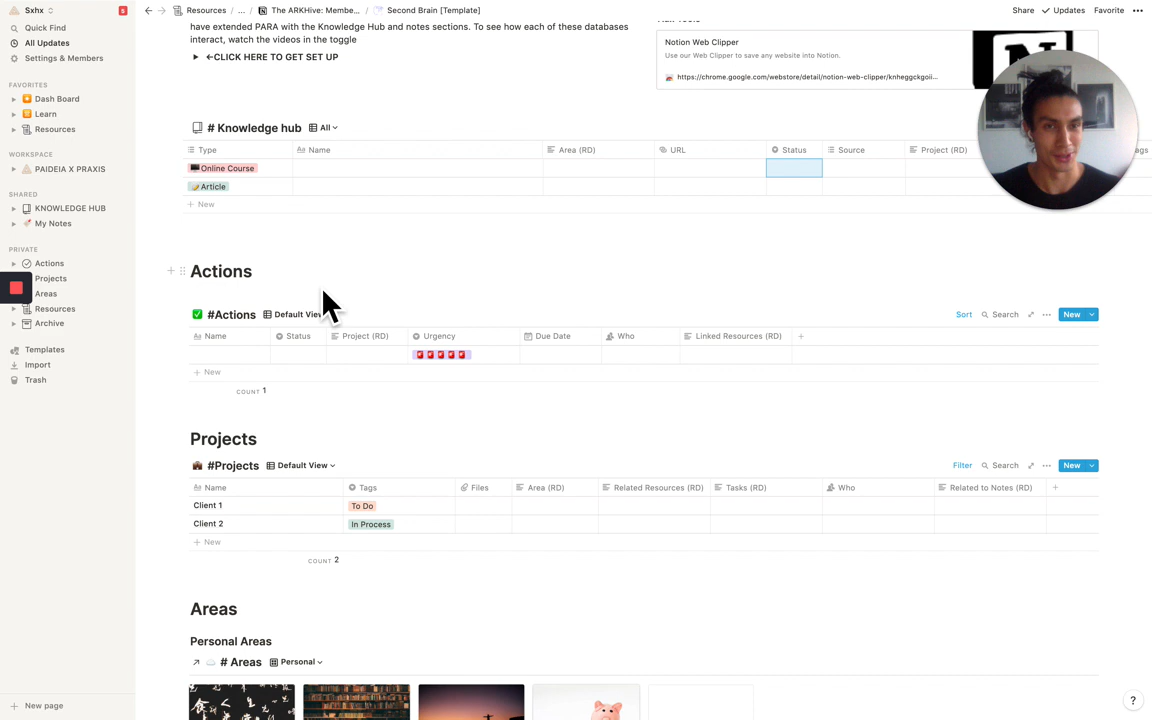 Sxhx
S
Quick Find
All Updates
Settings & Members
FAVORITES
Dash Board
Learn
Resources
WORKSPACE
PAIDEIA X PRAXIS
SHARED
KNOWLEDGE HUB
My Notes
PRIVATE
Actions
Projects
Areas
Resources
Archive
Templates
Import
Trash
New page
Resources / ... / The ARKHive: Membe... / Second Brain [Template]
Share Updates Favorite
have extended PARA with the Knowledge Hub and notes sections. To see how each of these databases
interact, watch the videos in the toggle
←CLICK HERE TO GET SET UP
Notion Web Clipper
Use our Web Clipper to save any website into Notion.
https://chrome.google.com/webstore/detail/notion-web-clipper/knheggckgoii...
# Knowledge hub All
Type Name Area (RD) URL Status Source Project (RD) ags
Online Course
Article
+ New
Actions
#Actions Default View Sort Search New
Name Status Project (RD) Urgency Due Date Who Linked Resources (RD) +
+ New
COUNT 1
Projects
#Projects Default View Filter Search New
Name Tags Files Area (RD) Related Resources (RD) Tasks (RD) Who Related to Notes (RD) +
Client 1 To Do
Client 2 In Process
+ New
COUNT 2
Areas
Personal Areas
# Areas Personal
?